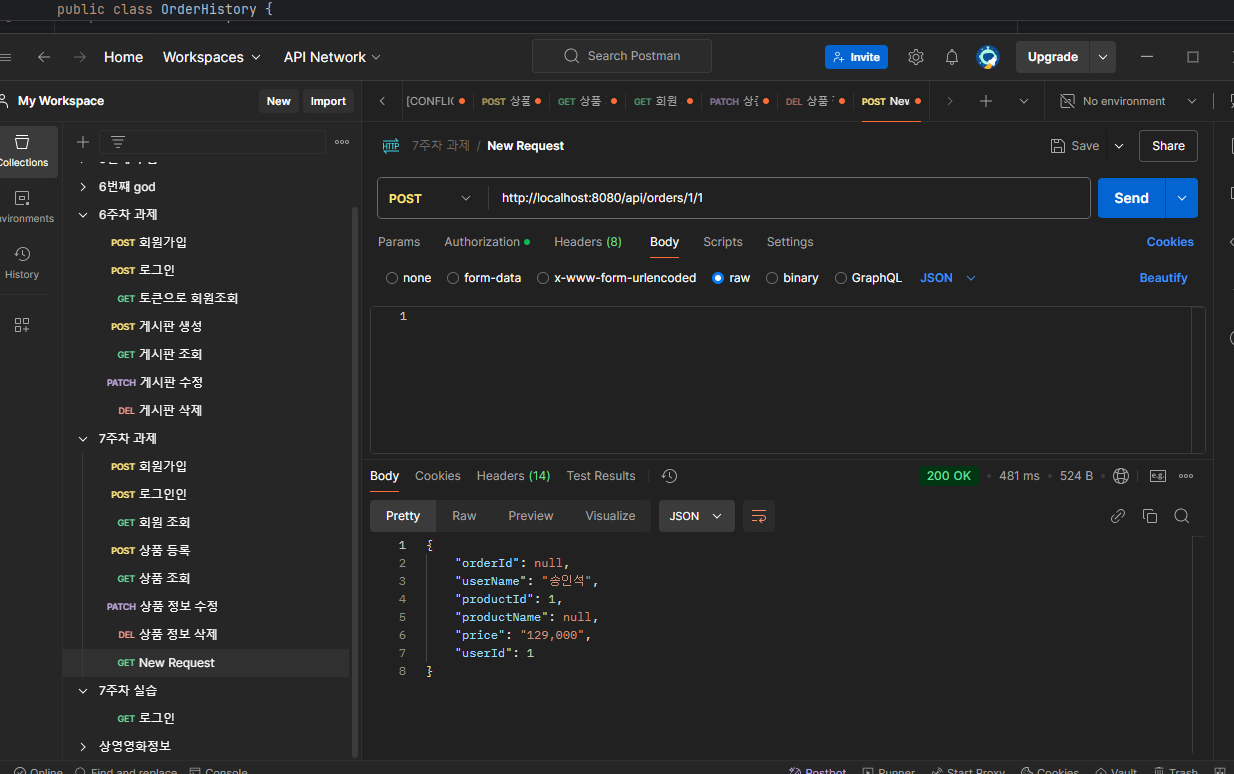 public class OrderHistory {
Home Workspaces API Network Search Postman Invite Upgrade
My Workspace New Import
[CONFLIC POST 상품 GET 상품 GET 회원 PATCH DEL 상품 POST New No environment
HTTP 7주차 과제 / New Request Save Share
Collections
History
6번째 god
6주차 과제
POST 회원가입
POST 로그인
GET 토큰으로 회원조회
POST 게시판 생성
GET 게시판 조회
PATCH 게시판 수정
DEL 게시판 삭제
7주차 과제
POST 회원가입
POST 로그인인
GET 회원 조회
POST 상품 등록
GET 상품 조회
PATCH 상품 정보 수정
DEL 상품 정보 삭제
GET New Request
7주차 실습
GET 로그인
상영영화정보
POST http://localhost:8080/api/orders/1/1 Send
Params Authorization Headers (8) Body Scripts Settings Cookies
none form-data x-www-form-urlencoded raw binary GraphQL JSON Beautify
1
Body Cookies Headers (14) Test Results 200 OK 481 ms 524 B e.g.
Pretty Raw Preview Visualize JSON
1 {
2 "orderId": null,
3 "userName": "송민석",
4 "productId": 1,
5 "productName": null,
6 "price": "129,000",
7 "userId": 1
8 }
Online Find and replace Console Postbot Runner Start Proxy Cookies Vault Trash